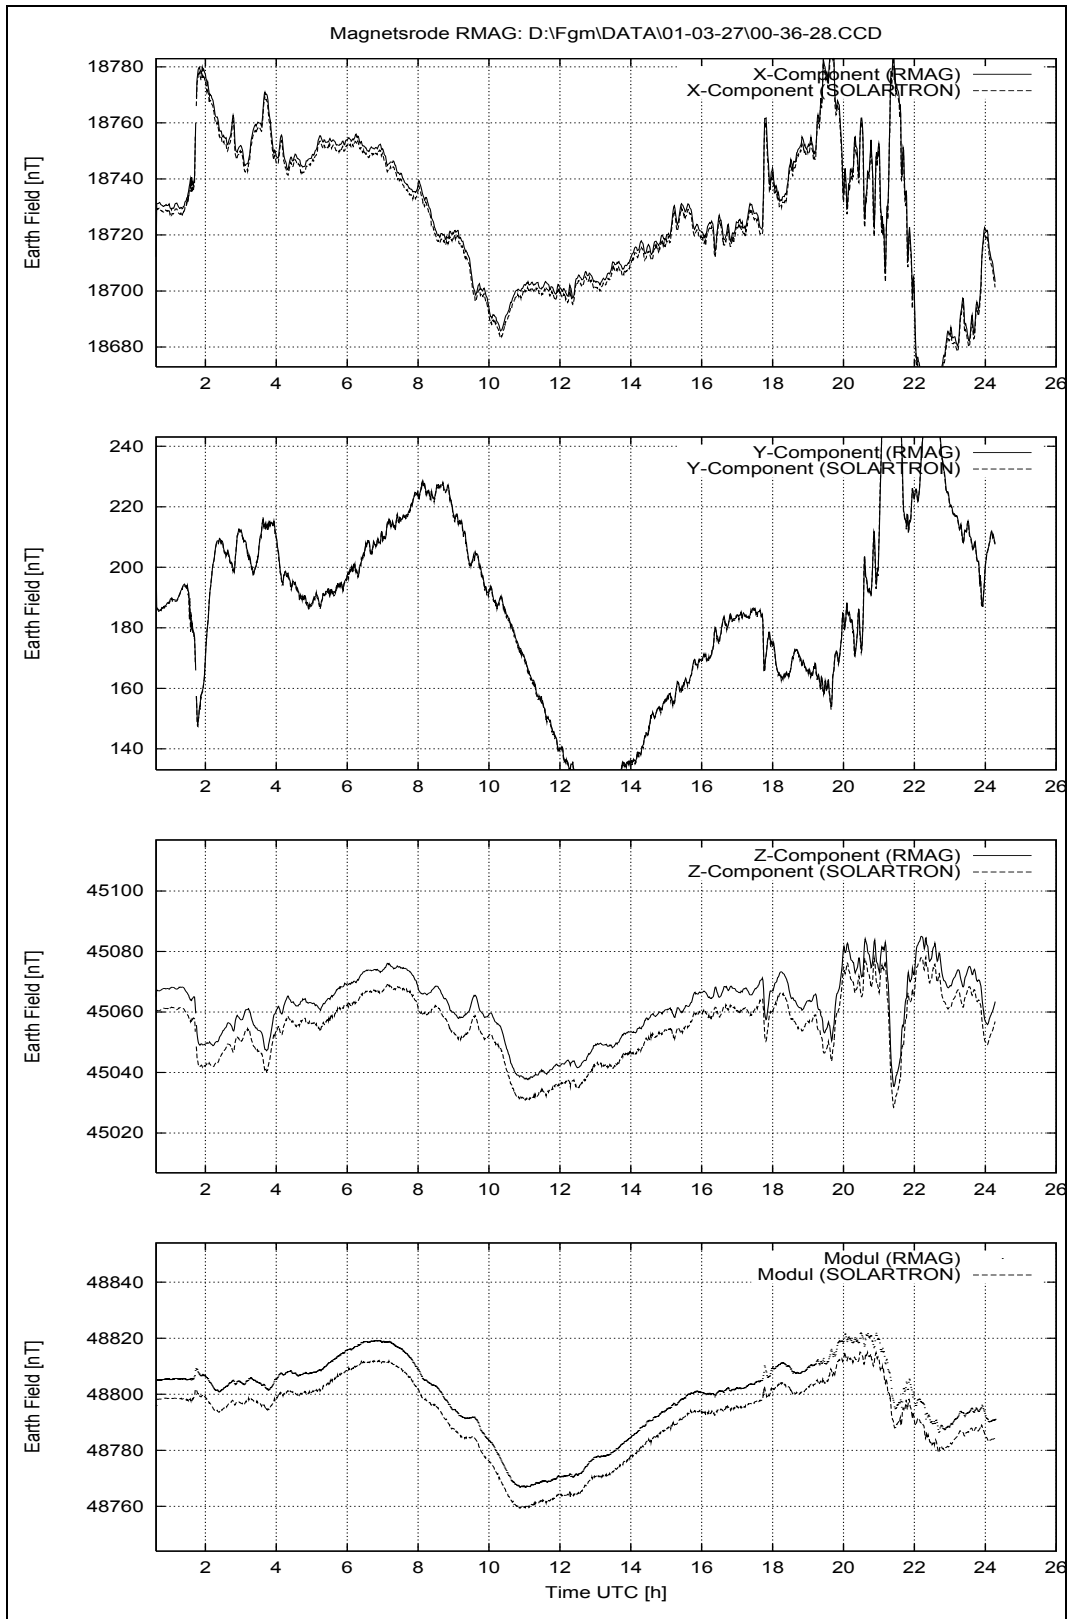 Magnetsrode RMAG: D:\Fgm\DATA\01-03-27\00-36-28.CCD
Earth Field [nT]
18780
18760
18740
18720
18700
18680
X-Component (RMAG)
X-Component (SOLARTRON)
2 4 6 8 10 12 14 16 18 20 22 24 26
Earth Field [nT]
240
220
200
180
160
140
Y-Component (RMAG)
Y-Component (SOLARTRON)
2 4 6 8 10 12 14 16 18 20 22 24 26
Earth Field [nT]
45100
45080
45060
45040
45020
Z-Component (RMAG)
Z-Component (SOLARTRON)
2 4 6 8 10 12 14 16 18 20 22 24 26
Earth Field [nT]
48840
48820
48800
48780
48760
Modul (RMAG)
Modul (SOLARTRON)
2 4 6 8 10 12 14 16 18 20 22 24 26
Time UTC [h]